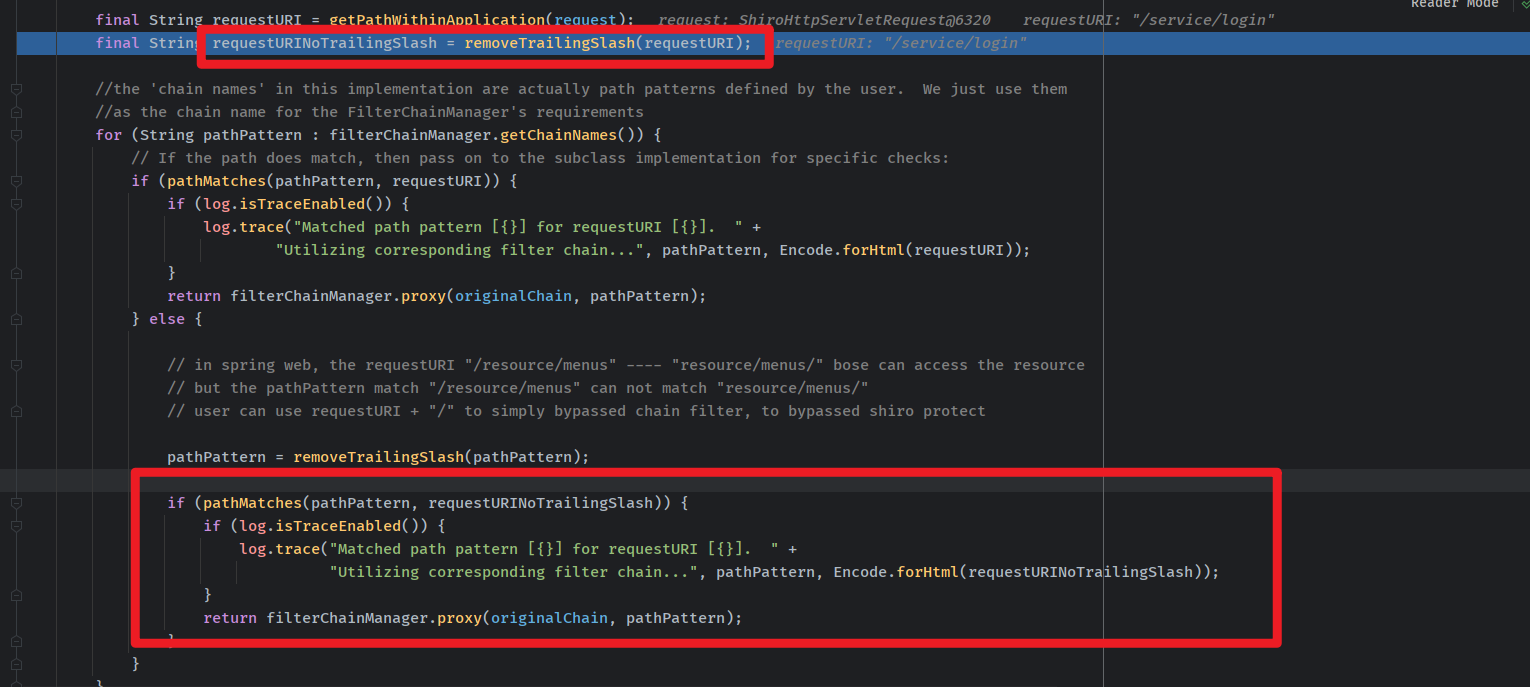 Reader Mode
final String requestURI = getPathWithinApplication(request); request: ShiroHttpServletRequest@6320 requestURI: "/service/login"
final String requestURINoTrailingSlash = removeTrailingSlash(requestURI); requestURI: "/service/login"
//the 'chain names' in this implementation are actually path patterns defined by the user. We just use them
//as the chain name for the FilterChainManager's requirements
for (String pathPattern : filterChainManager.getChainNames()) {
// If the path does match, then pass on to the subclass implementation for specific checks:
if (pathMatches(pathPattern, requestURI)) {
if (log.isTraceEnabled()) {
log.trace("Matched path pattern [{}] for requestURI [{}].  " +
"Utilizing corresponding filter chain...", pathPattern, Encode.forHtml(requestURI));
}
return filterChainManager.proxy(originalChain, pathPattern);
} else {
// in spring web, the requestURI "/resource/menus" ---- "resource/menus/" bose can access the resource
// but the pathPattern match "/resource/menus" can not match "resource/menus/"
// user can use requestURI + "/" to simply bypassed chain filter, to bypassed shiro protect
pathPattern = removeTrailingSlash(pathPattern);
if (pathMatches(pathPattern, requestURINoTrailingSlash)) {
if (log.isTraceEnabled()) {
log.trace("Matched path pattern [{}] for requestURI [{}].  " +
"Utilizing corresponding filter chain...", pathPattern, Encode.forHtml(requestURINoTrailingSlash));
}
return filterChainManager.proxy(originalChain, pathPattern);
}
}
}